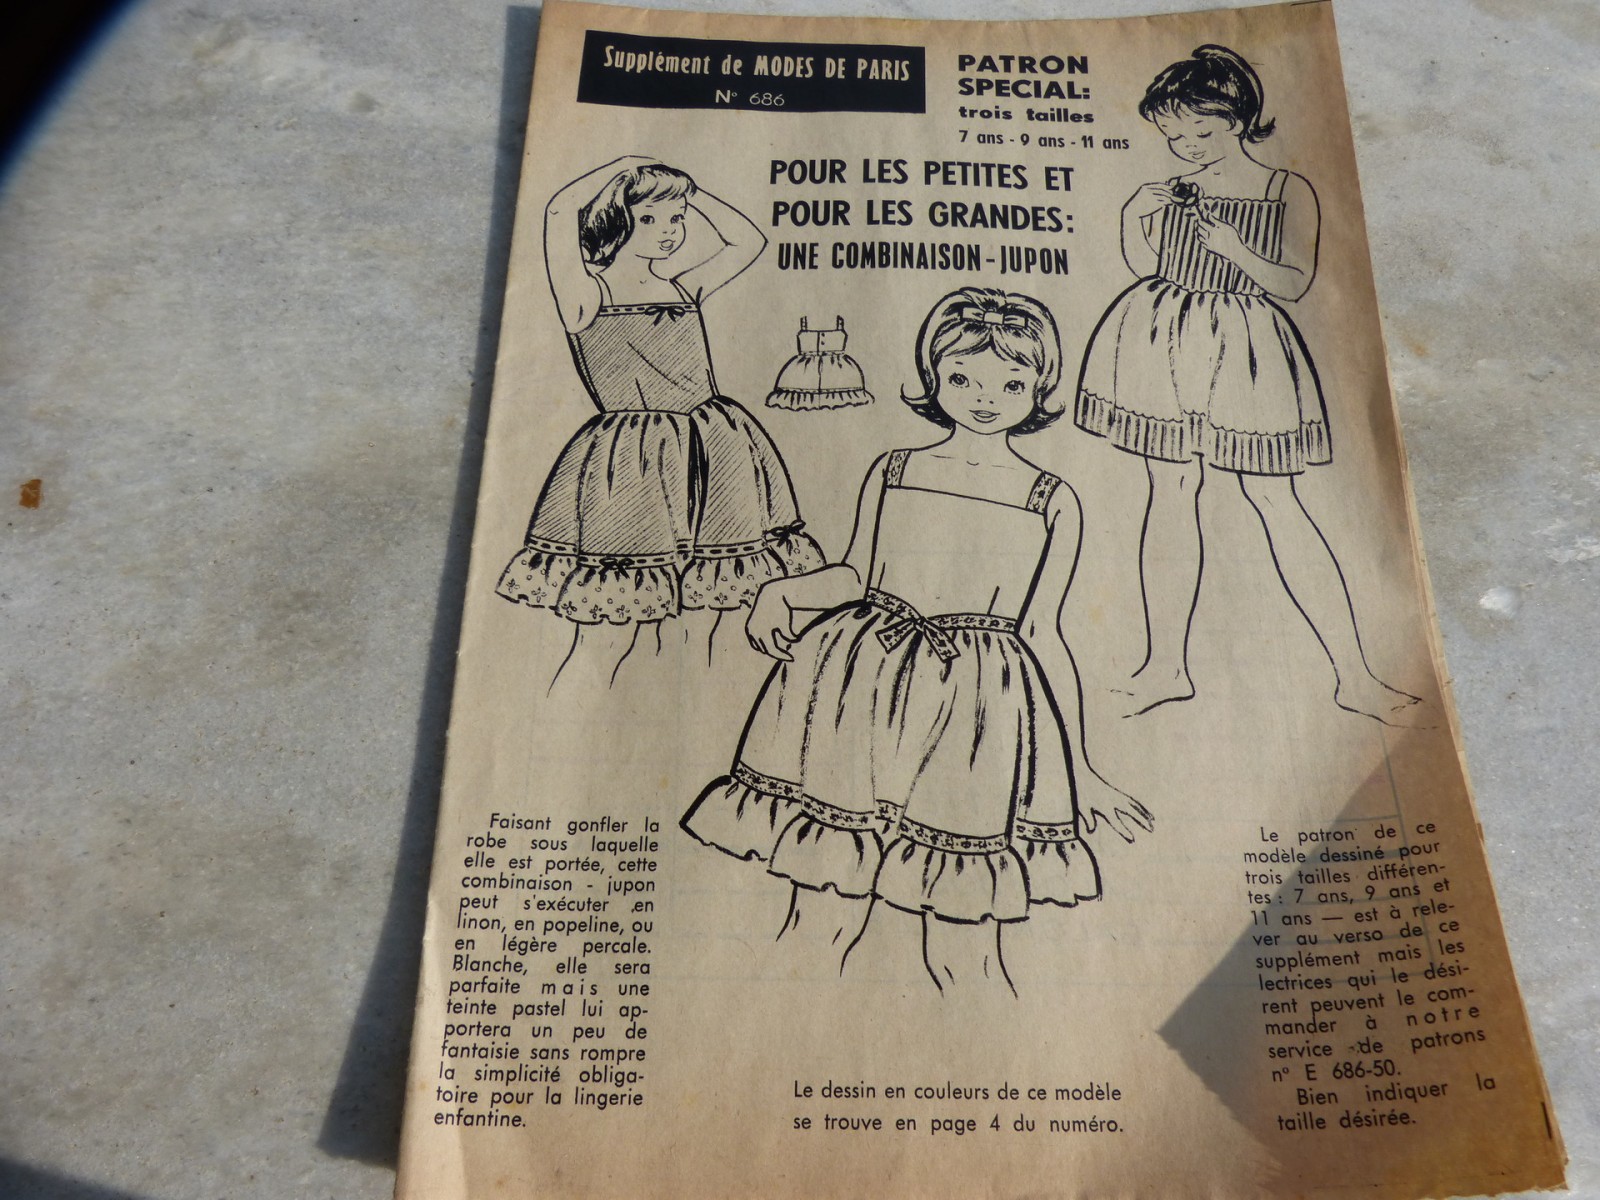 Supplément de MODES DE PARIS
N° 686
PATRON
SPECIAL:
trois tailles
7 ans - 9 ans - 11 ans
POUR LES PETITES ET
POUR LES GRANDES:
UNE COMBINAISON-JUPON
Faisant gonfler la
robe sous laquelle
elle est portée, cette
combinaison - jupon
peut s'exécuter en
linon, en popeline, ou
en légère percale.
Blanche, elle sera
parfaite mais une
teinte pastel lui ap-
portera un peu de
fantaisie sans rompre
la simplicité obliga-
toire pour la lingerie
enfantine.
Le dessin en couleurs de ce modèle
se trouve en page 4 du numéro.
Le patron de ce
modèle dessiné pour
trois tailles différen-
tes : 7 ans, 9 ans et
11 ans — est à rele-
ver au verso de ce
supplément mais les
lectrices qui le dési-
rent peuvent le com-
mander à notre
service de patrons
n° E 686-50.
Bien indiquer la
taille désirée.